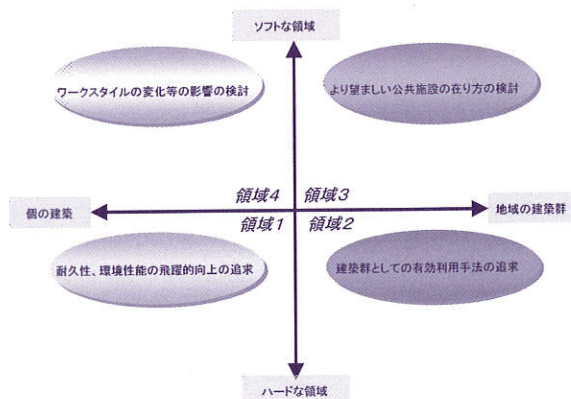 ソフトな領域
ワークスタイルの変化等の影響の検討
より望ましい公共施設の在り方の検討
領域4 領域3
個の建築
地域の建築群
領域1 領域2
耐久性、環境性能の飛躍的向上の追求
建築群としての有効利用手法の追求
ハードな領域